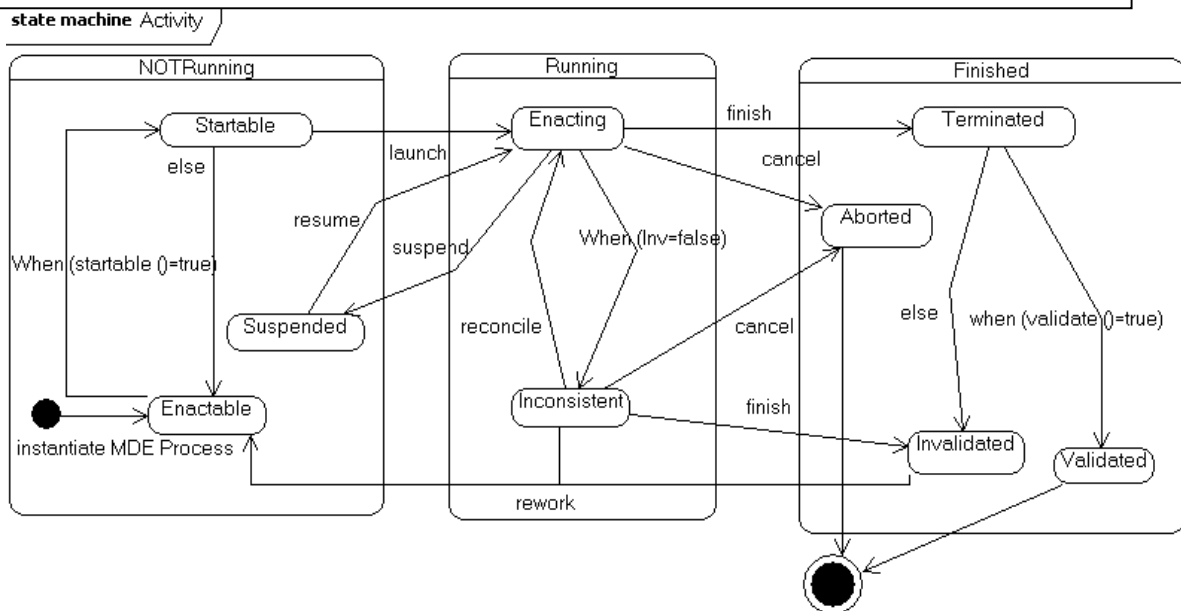 state machine Activity
NOTRunning
Running
Finished
Startable
Enacting
finish
Terminated
else
launch
cancel
resume
Aborted
suspend
When (Inv=false)
When (startable ()=true)
Suspended
reconcile
cancel
else
when (validate ()=true)
Enactable
Inconsistent
finish
instantiate MDE Process
Invalidated
Validated
rework